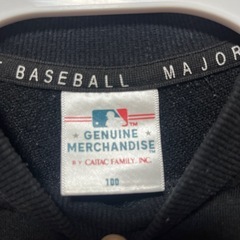 BASEBALL MAJOR
GENUINE
MERCHANDISE
CAITAC FAMILY, INC.
100